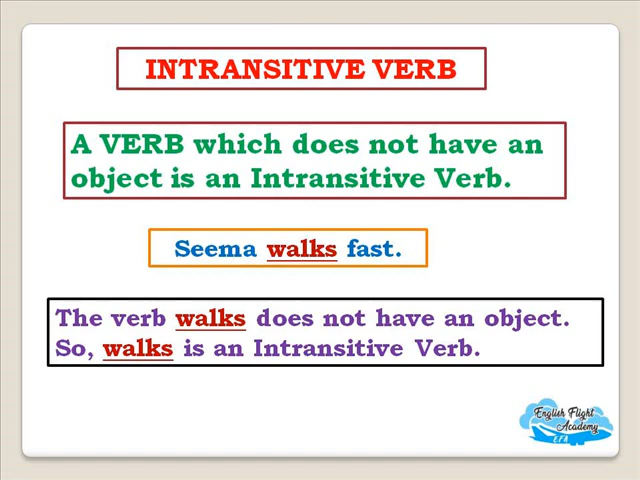 INTRANSITIVE VERB
A VERB which does not have an
object is an Intransitive Verb.
Seema walks fast.
The verb walks does not have an object.
So, walks is an Intransitive Verb.
English Flight
Academy
EFA